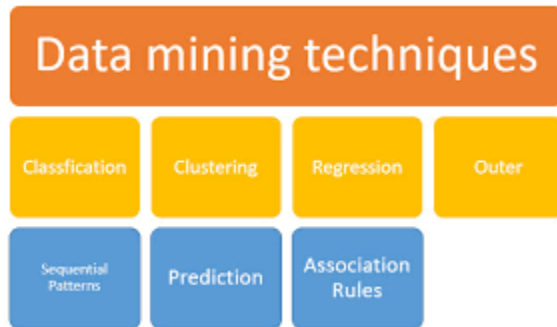 Data mining techniques
Classfication
Clustering
Regression
Outer
Sequential
Patterns
Prediction
Association
Rules